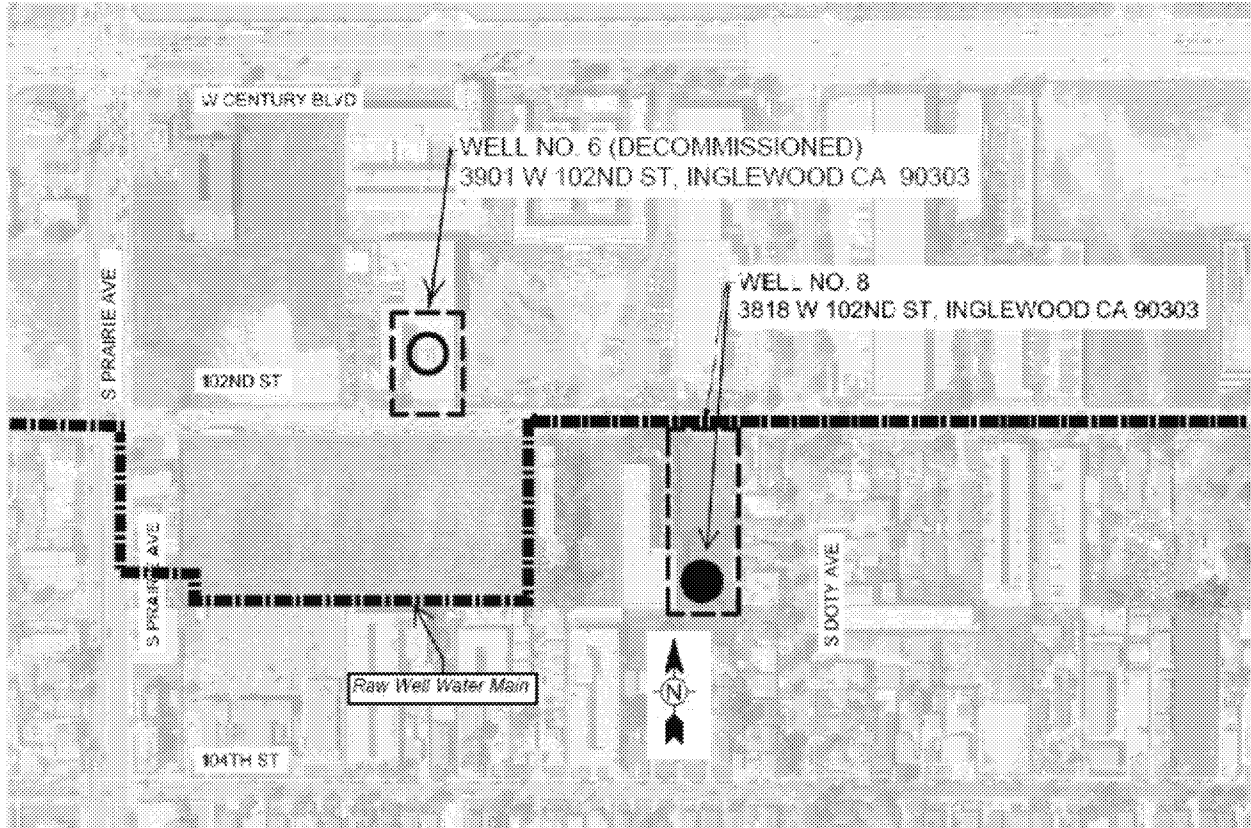 W CENTURY BLVD
WELL NO. 6 (DECOMMISSIONED)
3901 W 102ND ST, INGLEWOOD CA 90303
WELL NO. 8
3818 W 102ND ST, INGLEWOOD CA 90303
S PRAIRIE AVE
102ND ST
S PRAIRIE AVE
S DOTY AVE
Raw Well Water Main
N
104TH ST